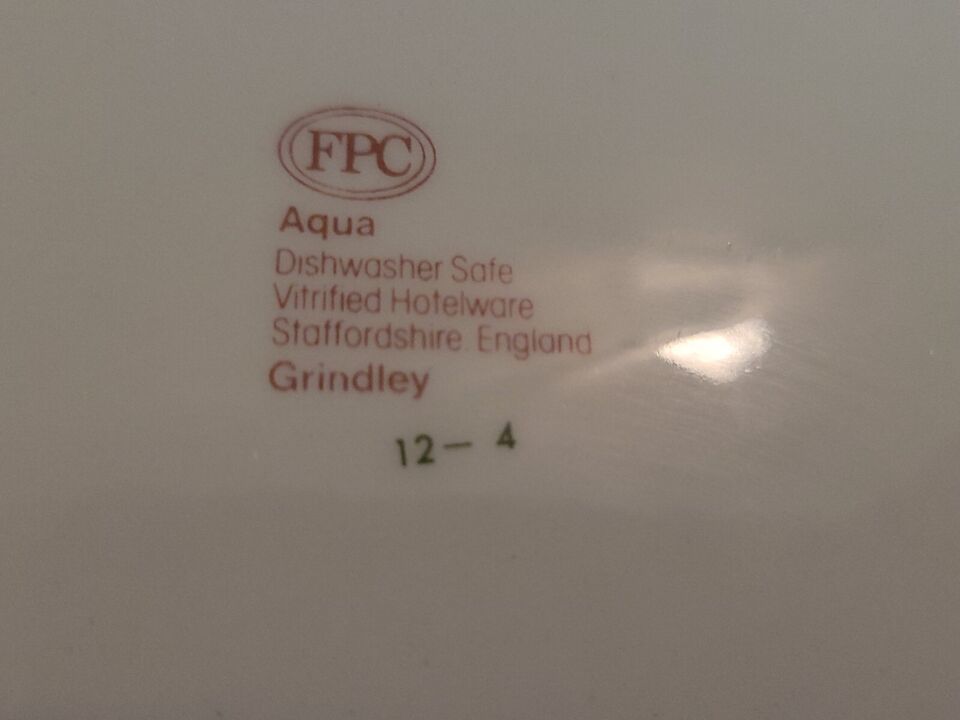 FPC
Aqua
Dishwasher Safe
Vitrified Hotelware
Staffordshire. England
Grindley
12 - 4